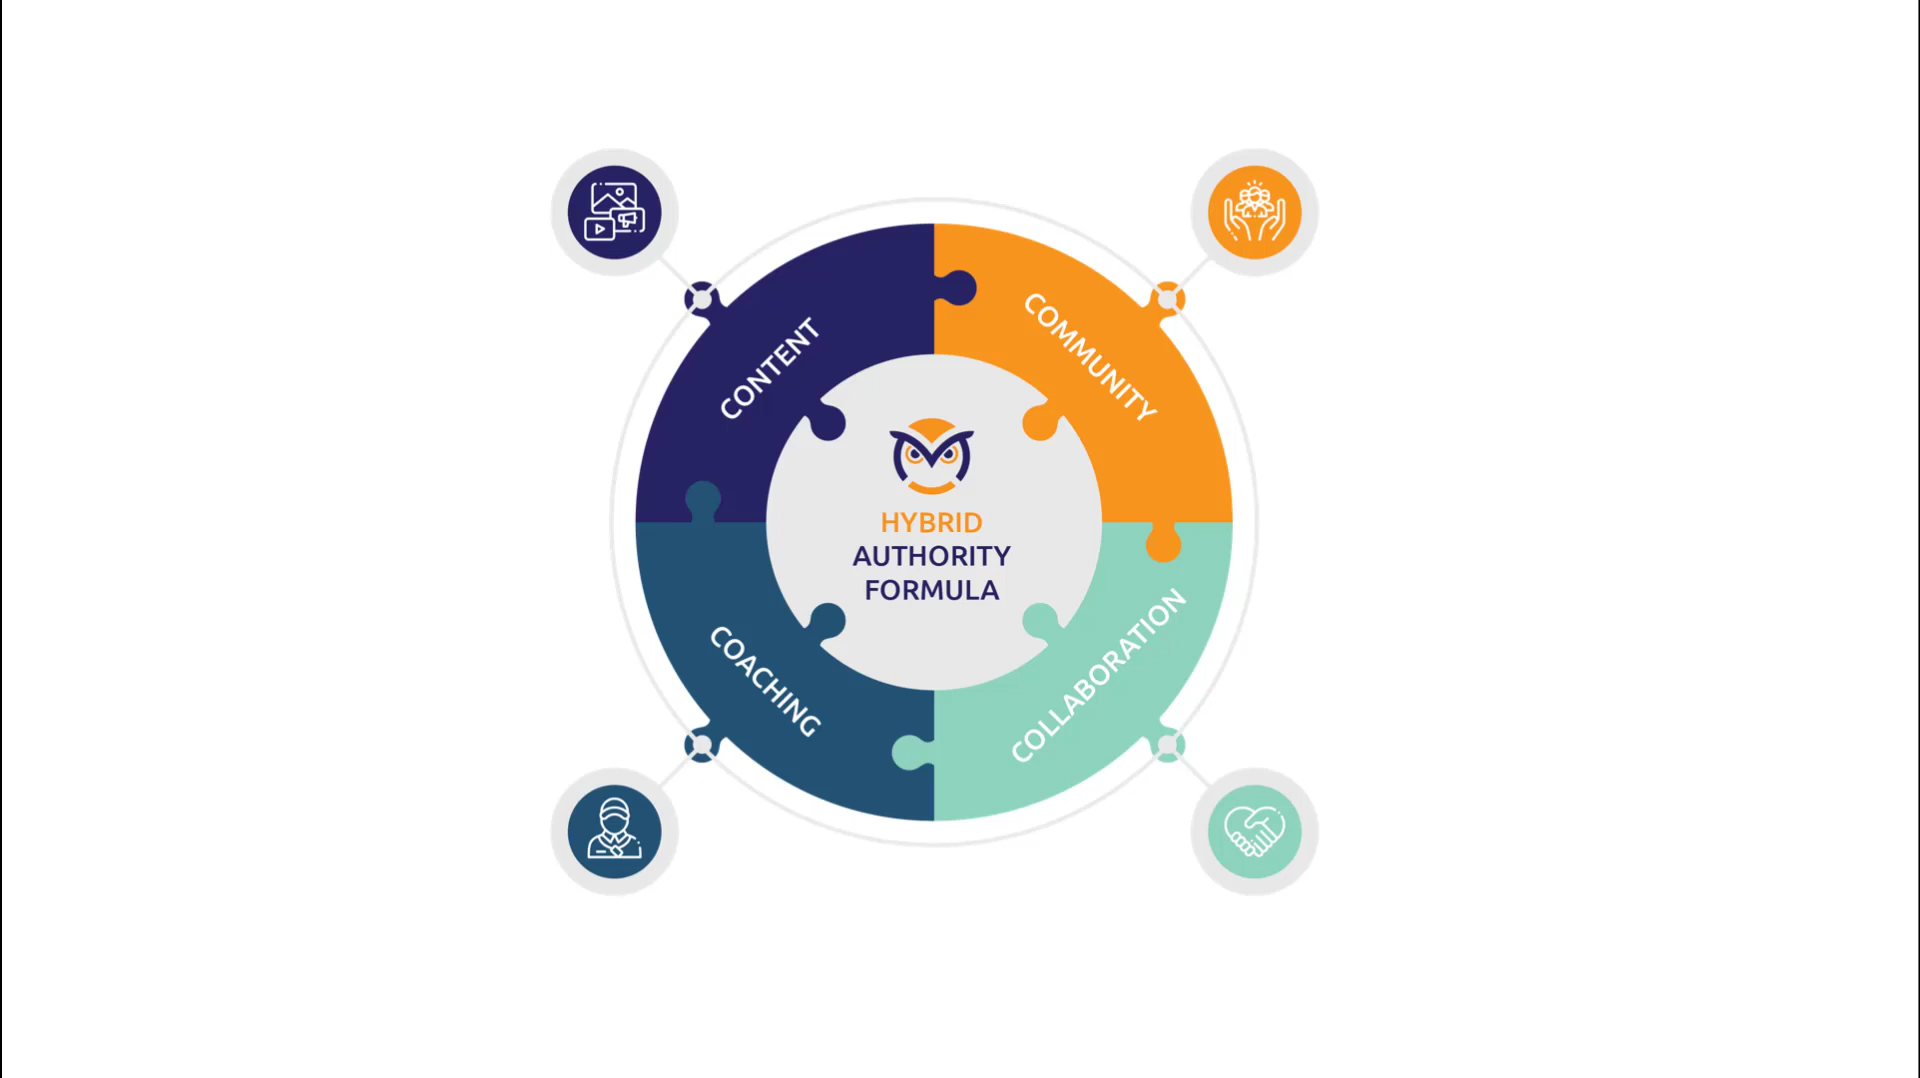 CONTENT
COMMUNITY
HYBRID
AUTHORITY
FORMULA
COACHING
COLLABORATION